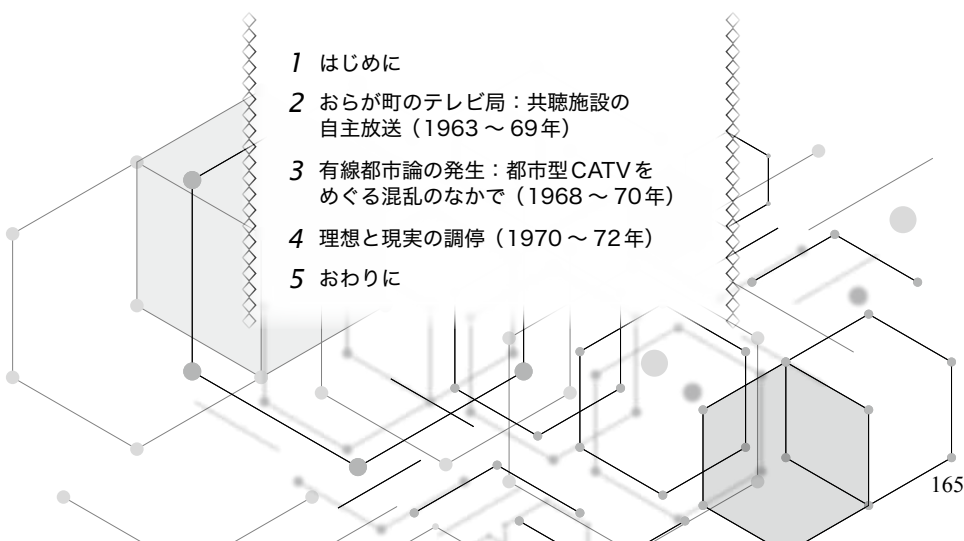 1 はじめに
2 おらが町のテレビ局：共聴施設の
自主放送（1963 〜 69年）
3 有線都市論の発生：都市型CATVを
めぐる混乱のなかで（1968 〜 70年）
4 理想と現実の調停（1970 〜 72年）
5 おわりに
165